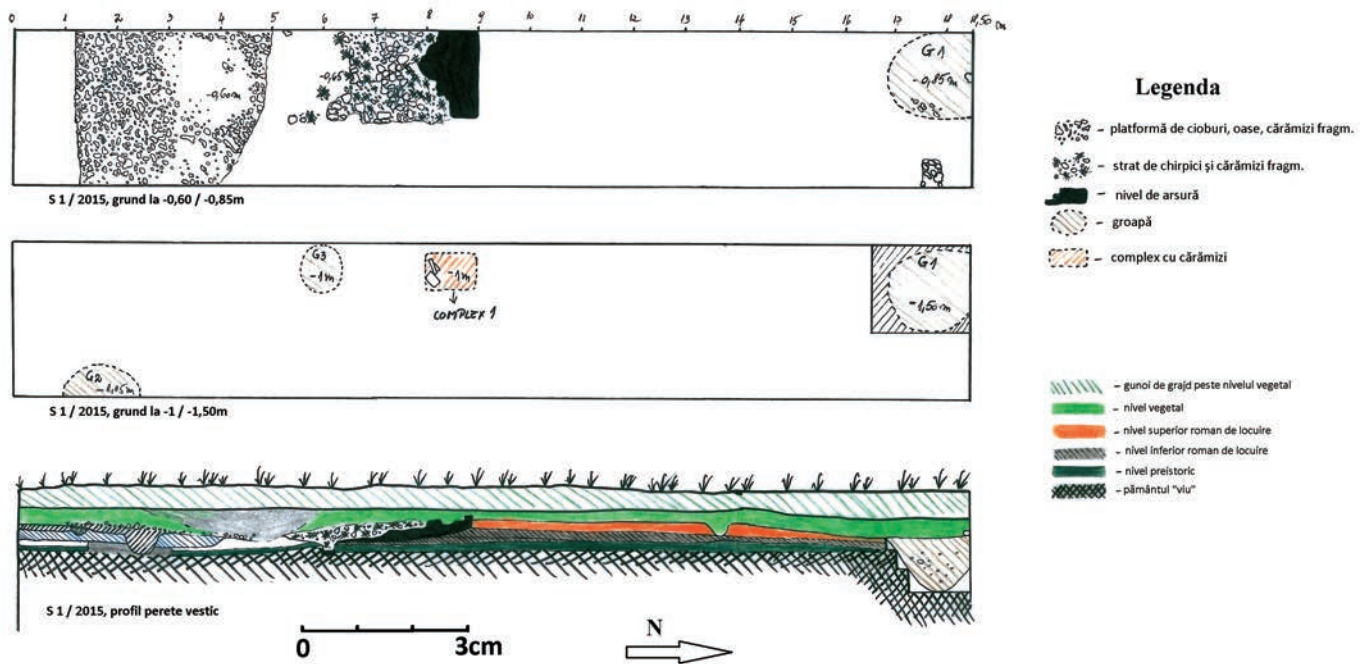 0 1 2 3 4 5 6 7 8 9 10 11 12 13 14 15 17 18
-0,60m
-0,65m
G1
-0,85m
S 1 / 2015, grund la -0,60 / -0,85m
G3
-1m
-1m
COMPLEX 1
G1
-1,50m
G2
S 1 / 2015, grund la -1 / -1,50m
S 1 / 2015, profil perete vestic
0 3cm
N
Legenda
- platformă de cioburi, oase, cărămizi fragm.
- strat de chirpici și cărămizi fragm.
- nivel de arsură
- groapă
- complex cu cărămizi
- gunoi de grajd peste nivelul vegetal
- nivel vegetal
- nivel superior roman de locuire
- nivel inferior roman de locuire
- nivel preistoric
- pământul "viu"